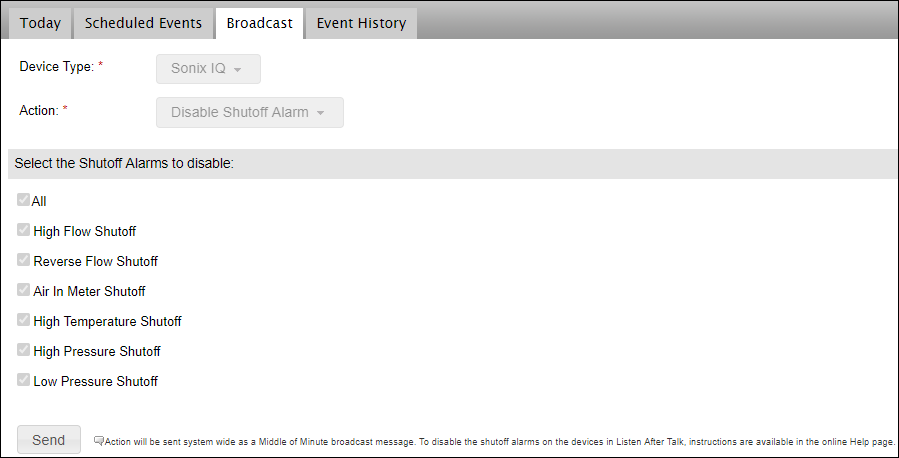 Today Scheduled Events Broadcast Event History
Device Type: * Sonix IQ
Action: * Disable Shutoff Alarm
Select the Shutoff Alarms to disable:
All
High Flow Shutoff
Reverse Flow Shutoff
Air In Meter Shutoff
High Temperature Shutoff
High Pressure Shutoff
Low Pressure Shutoff
Send Action will be sent system wide as a Middle of Minute broadcast message. To disable the shutoff alarms on the devices in Listen After Talk, instructions are available in the online Help page.